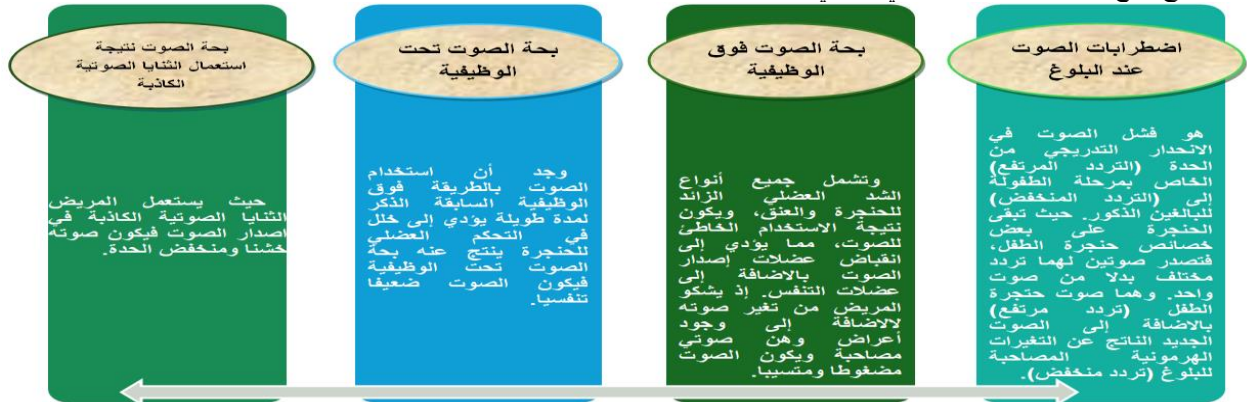 اضطرابات الصوت
عند البلوغ
هو فشل الصوت في
الانحدار التدريجي من
الحدة (التردد المرتفع)
الخاص بمرحلة الطفولة
إلى (التردد المنخفض)
للبالغين الذكور. حيث تبقى
الحنجرة على بعض
خصائص حنجرة الطفل،
فتصدر صوتين لهما تردد
مختلف بدلا من صوت
واحد. وهما صوت حنجرة
الطفل (تردد مرتفع)
بالاضافة إلى الصوت
الجديد الناتج عن التغيرات
الهرمونية المصاحبة
للبلوغ (تردد منخفض).
بحة الصوت فوق
الوظيفية
وتشمل جميع أنواع
الشد العضلي الزائد
للحنجرة والعنق، ويكون
نتيجة الاستخدام الخاطئ
للصوت، مما يؤدي إلى
انقباض عضلات إصدار
الصوت بالاضافة إلى
عضلات التنفس. إذ يشكو
المريض من تغير صوته
لالاضافة إلى وجود
أعراض وهن صوتي
مصاحبة ويكون الصوت
مضغوطا ومتسيبا.
بحة الصوت تحت
الوظيفية
وجد أن استخدام
الصوت بالطريقة فوق
الوظيفية السابقة الذكر
لمدة طويلة يؤدي إلى خلل
في التحكم العضلي
للحنجرة ينتج عنه بحة
الصوت تحت الوظيفية
فيكون الصوت ضعيفا
تنفسيا.
بحة الصوت نتيجة
استعمال الثنايا الصوتية
الكاذبة
حيث يستعمل المريض
الثنايا الصوتية الكاذبة في
اصدار الصوت فيكون صوته
خشنا ومنخفض الحدة.